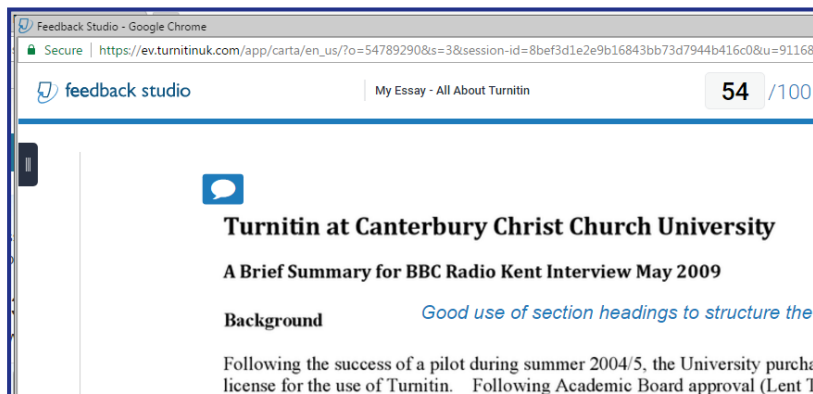 Feedback Studio - Google Chrome
Secure | https://ev.turnitinuk.com/app/carta/en_us/?o=54789290&s=3&session-id=8bef3d1e2e9b16843bb73d7944b416c0&u=91168
feedback studio My Essay - All About Turnitin 54 /100
Turnitin at Canterbury Christ Church University
A Brief Summary for BBC Radio Kent Interview May 2009
Background Good use of section headings to structure the
Following the success of a pilot during summer 2004/5, the University purcha
license for the use of Turnitin. Following Academic Board approval (Lent T